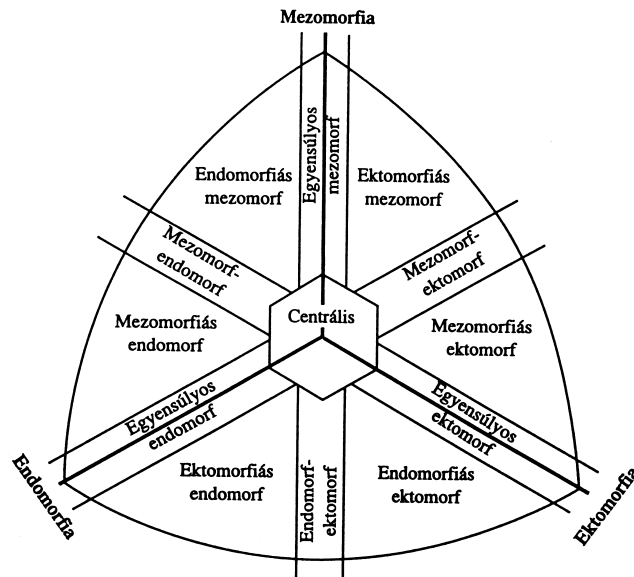 Mezomorfia
Egyensúlyos
mezomorf
Endomorfiás
mezomorf
Ektomorfiás
mezomorf
Mezomorf-
endomorf
Mezomorf-
ektomorf
Centrális
Mezomorfiás
endomorf
Mezomorfiás
ektomorf
Egyensúlyos
endomorf
Egyensúlyos
ektomorf
Ektomorfiás
endomorf
Endomorf-
ektomorf
Endomorfiás
ektomorf
Endomorfia
Ektomorfia